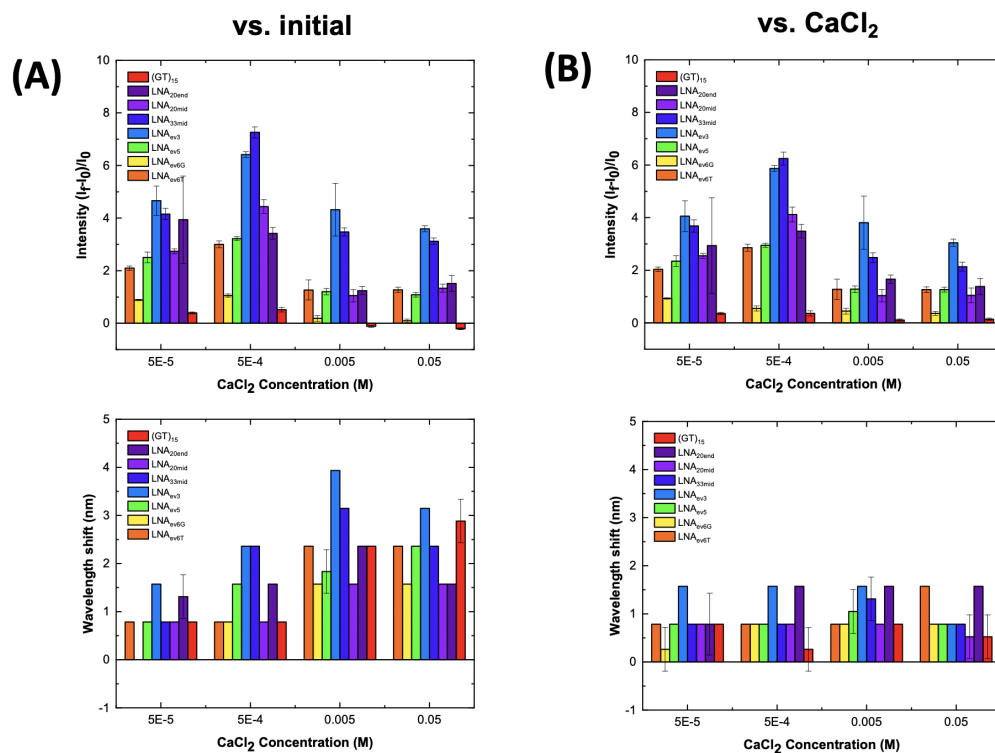 vs. initial
vs. CaCl₂
(A)
(B)
10
8
6
4
2
0
Intensity (I_f-I_0)/I_0
(GT)₁₅
LNA₂₀end
LNA₂₀mid
LNA₃₃mid
LNAev3
LNAev5
LNAev6G
LNAev6T
5E-5
5E-4
0.005
0.05
CaCl₂ Concentration (M)
10
8
6
4
2
0
Intensity (I_f-I_0)/I_0
(GT)₁₅
LNA₂₀end
LNA₂₀mid
LNA₃₃mid
LNAev3
LNAev5
LNAev6G
LNAev6T
5E-5
5E-4
0.005
0.05
CaCl₂ Concentration (M)
5
4
3
2
1
0
-1
Wavelength shift (nm)
(GT)₁₅
LNA₂₀end
LNA₂₀mid
LNA₃₃mid
LNAev3
LNAev5
LNAev6G
LNAev6T
5E-5
5E-4
0.005
0.05
CaCl₂ Concentration (M)
5
4
3
2
1
0
-1
Wavelength shift (nm)
(GT)₁₅
LNA₂₀end
LNA₂₀mid
LNA₃₃mid
LNAev3
LNAev5
LNAev6G
LNAev6T
5E-5
5E-4
0.005
0.05
CaCl₂ Concentration (M)